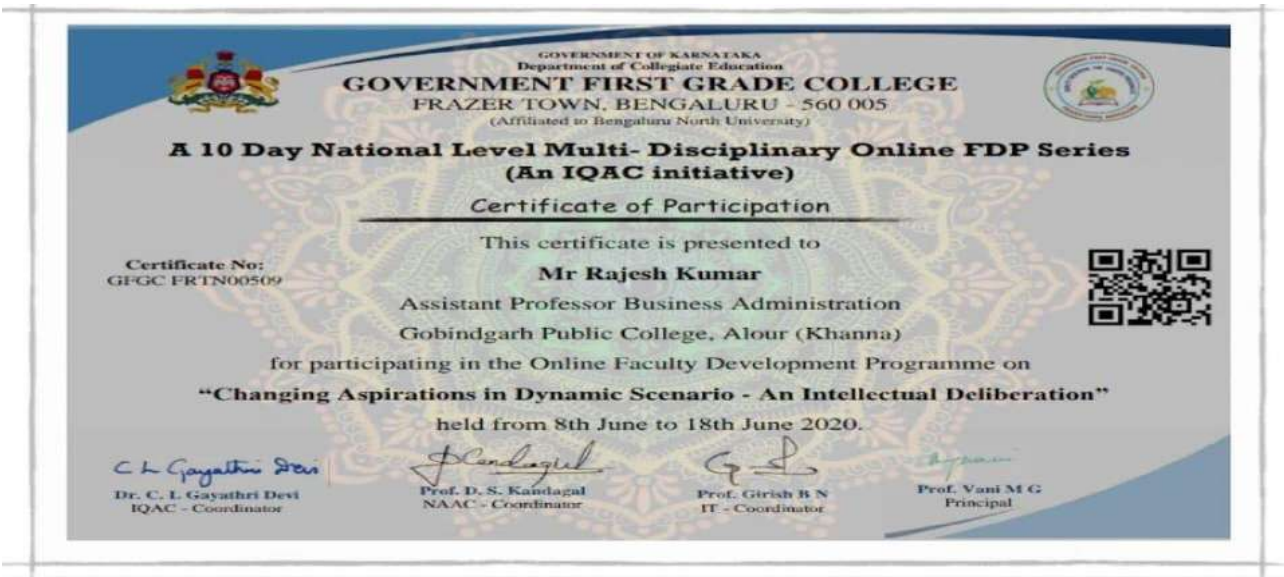 GOVERNMENT OF KARNATAKA
Department of Collegiate Education
GOVERNMENT FIRST GRADE COLLEGE
FRAZER TOWN, BENGALURU - 560 005
(Affiliated to Bengaluru North University)
A 10 Day National Level Multi- Disciplinary Online FDP Series
(An IQAC initiative)
Certificate of Participation
This certificate is presented to
Certificate No:
GFGC FRTN00509
Mr Rajesh Kumar
Assistant Professor Business Administration
Gobindgarh Public College, Alour (Khanna)
for participating in the Online Faculty Development Programme on
“Changing Aspirations in Dynamic Scenario - An Intellectual Deliberation”
held from 8th June to 18th June 2020.
C L Gayathri Devi
Dr. C. L Gayathri Devi
IQAC - Coordinator
Prof. D. S. Kandagal
NAAC - Coordinator
Prof. Girish B N
IT - Coordinator
Prof. Vani M G
Principal